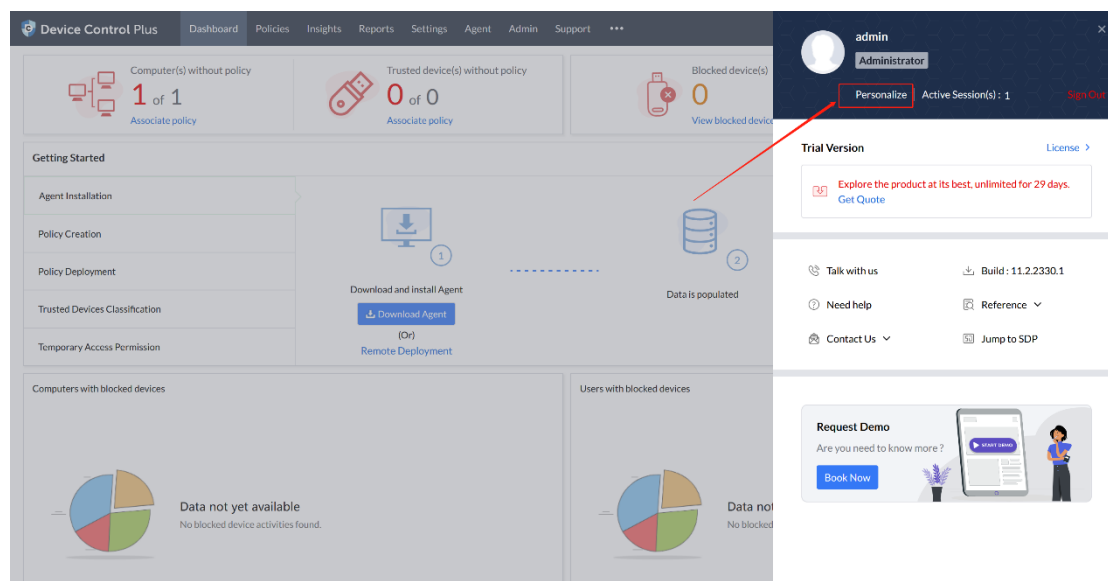 Device Control Plus
Dashboard Policies Insights Reports Settings Agent Admin Support •••
Computer(s) without policy
1 of 1
Associate policy
Trusted device(s) without policy
0 of 0
Associate policy
Blocked device(s)
0
View blocked device
admin
Administrator
Personalize Active Session(s) : 1 Sign Out
Trial Version License >
Explore the product at its best, unlimited for 29 days.
Get Quote
Talk with us Build : 11.2.2330.1
Need help Reference
Contact Us Jump to SDP
Request Demo
Are you need to know more ?
Book Now
START DEMO
Getting Started
Agent Installation
Policy Creation
Policy Deployment
Trusted Devices Classification
Temporary Access Permission
1
Download and install Agent
Download Agent
(Or)
Remote Deployment
2
Data is populated
Computers with blocked devices
Data not yet available
No blocked device activities found.
Users with blocked devices
Data not
No blocked